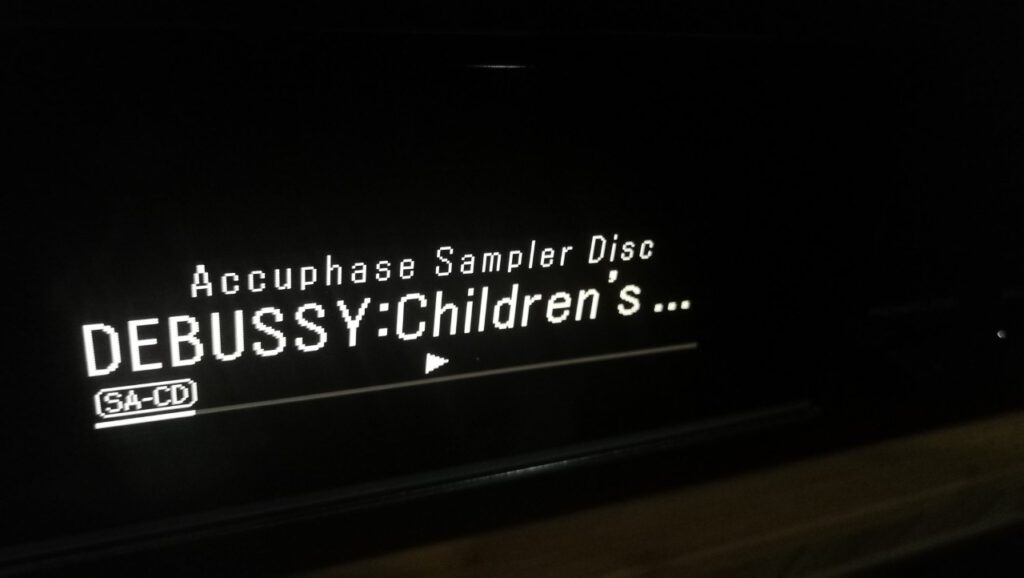 Accuphase Sampler Disc
DEBUSSY:Children's ...
SA-CD